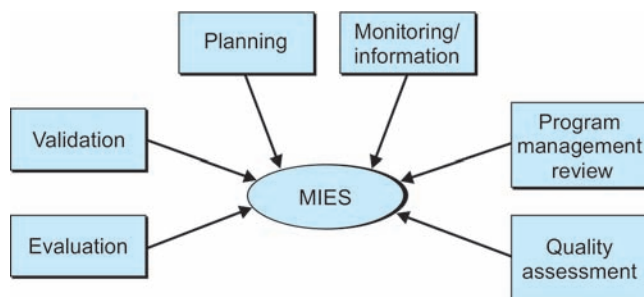 Planning
Monitoring/
information
Validation
Program
management
review
MIES
Evaluation
Quality
assessment